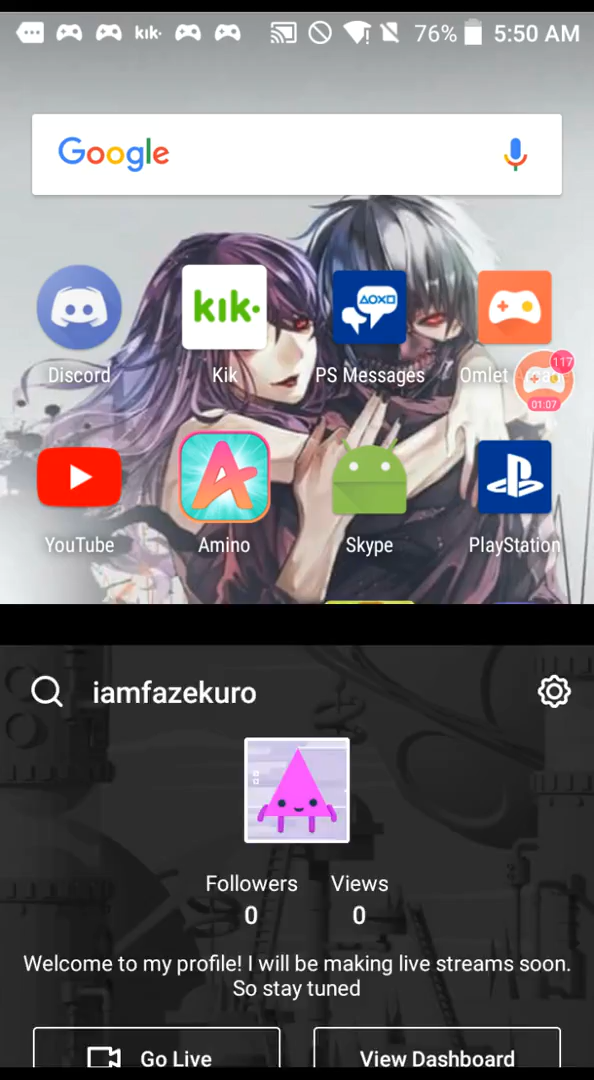 kik·
76%
5:50 AM
Google
kik·
Discord
Kik
PS Messages
Omlet
117
01:07
YouTube
Amino
Skype
PlayStation
iamfazekuro
Followers
Views
0
0
Welcome to my profile! I will be making live streams soon.
So stay tuned
Go Live
View Dashboard